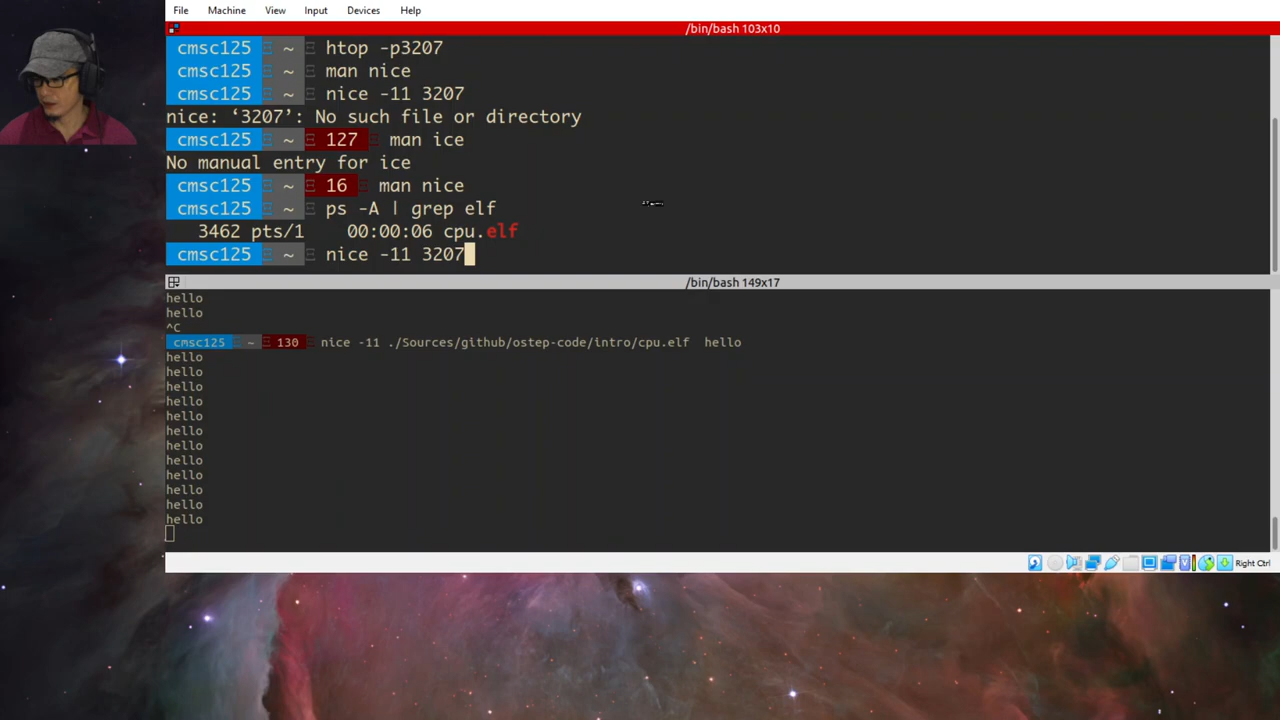 File Machine View Input Devices Help
/bin/bash 103x10
cmsc125 ~ htop -p3207
cmsc125 ~ man nice
cmsc125 ~ nice -11 3207
nice: ‘3207’: No such file or directory
cmsc125 ~ 127 man ice
No manual entry for ice
cmsc125 ~ 16 man nice
cmsc125 ~ ps -A | grep elf
3462 pts/1 00:00:06 cpu.elf
cmsc125 ~ nice -11 3207
/bin/bash 149x17
hello
hello
^C
cmsc125 ~ 130 nice -11 ./Sources/github/ostep-code/intro/cpu.elf hello
hello
hello
hello
hello
hello
hello
hello
hello
hello
hello
hello
hello
Right Ctrl